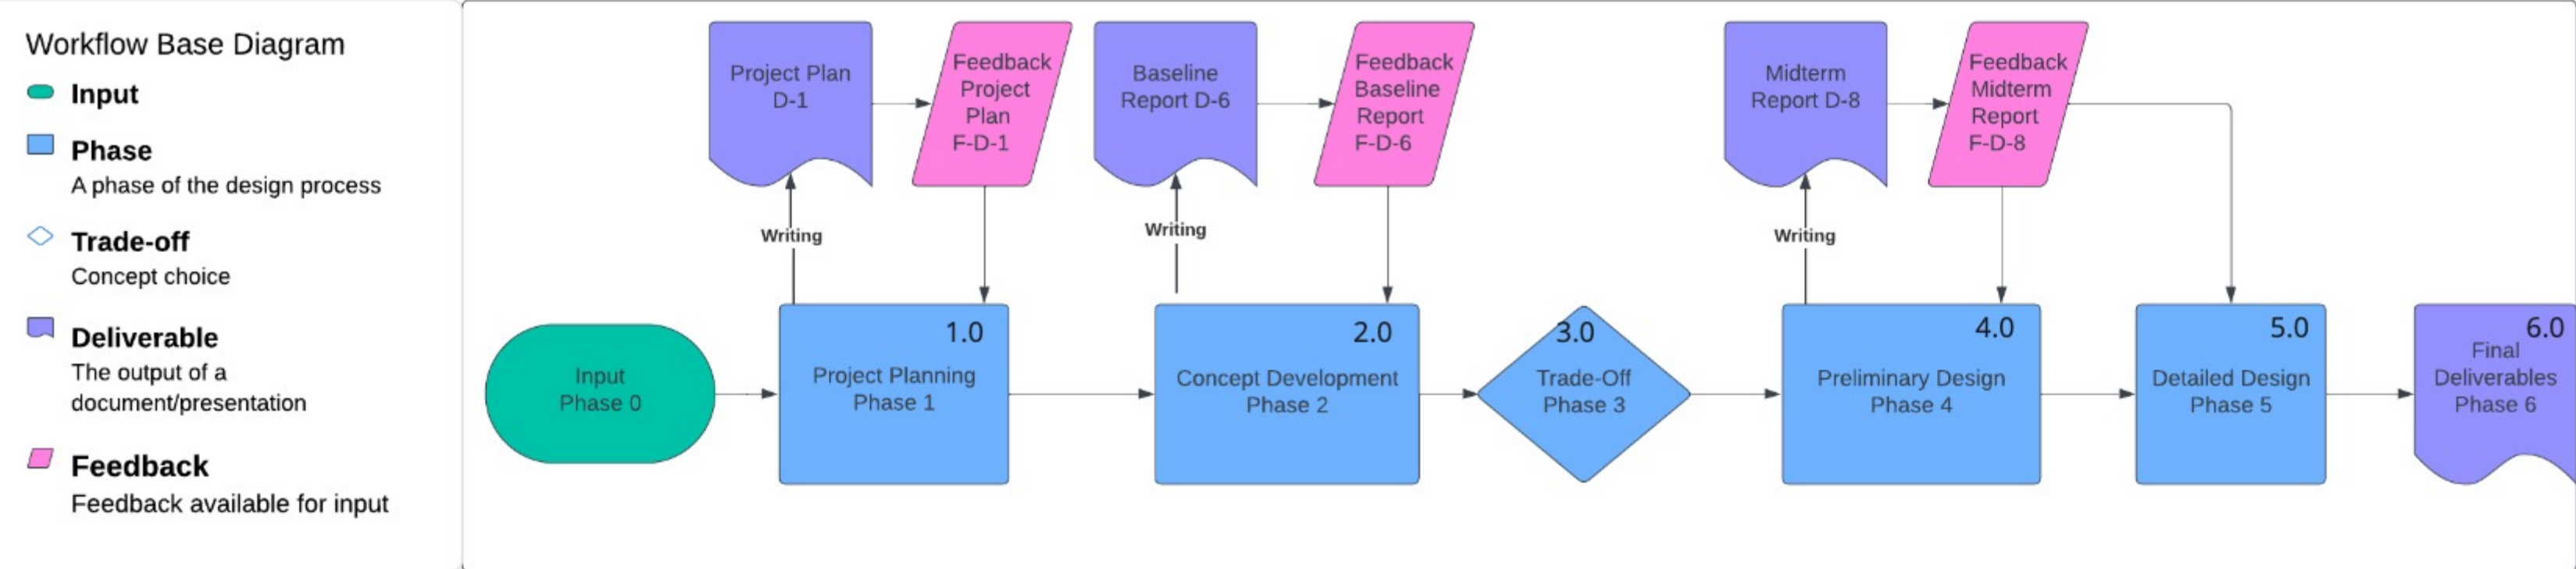 Workflow Base Diagram
Input
Phase
A phase of the design process
Trade-off
Concept choice
Deliverable
The output of a
document/presentation
Feedback
Feedback available for input
Project Plan
D-1
Feedback
Project
Plan
F-D-1
Baseline
Report D-6
Feedback
Baseline
Report
F-D-6
Midterm
Report D-8
Feedback
Midterm
Report
F-D-8
Writing
Writing
Writing
Input
Phase 0
1.0
Project Planning
Phase 1
2.0
Concept Development
Phase 2
3.0
Trade-Off
Phase 3
4.0
Preliminary Design
Phase 4
5.0
Detailed Design
Phase 5
6.0
Final
Deliverables
Phase 6